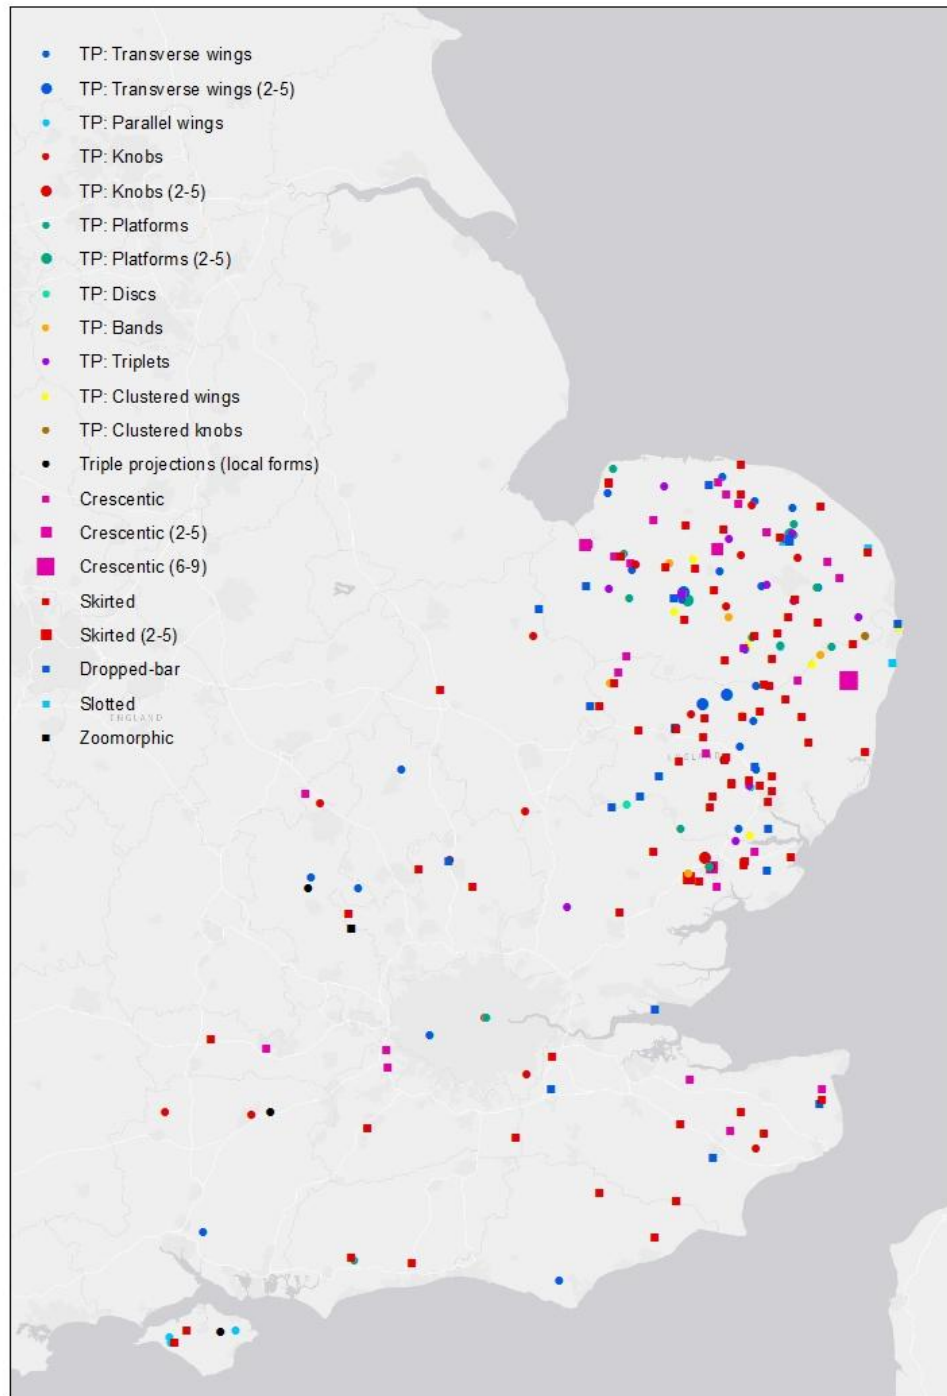 TP: Transverse wings
TP: Transverse wings (2-5)
TP: Parallel wings
TP: Knobs
TP: Knobs (2-5)
TP: Platforms
TP: Platforms (2-5)
TP: Discs
TP: Bands
TP: Triplets
TP: Clustered wings
TP: Clustered knobs
Triple projections (local forms)
Crescentic
Crescentic (2-5)
Crescentic (6-9)
Skirted
Skirted (2-5)
Dropped-bar
Slotted
Zoomorphic
ENGLAND
ENGLAND